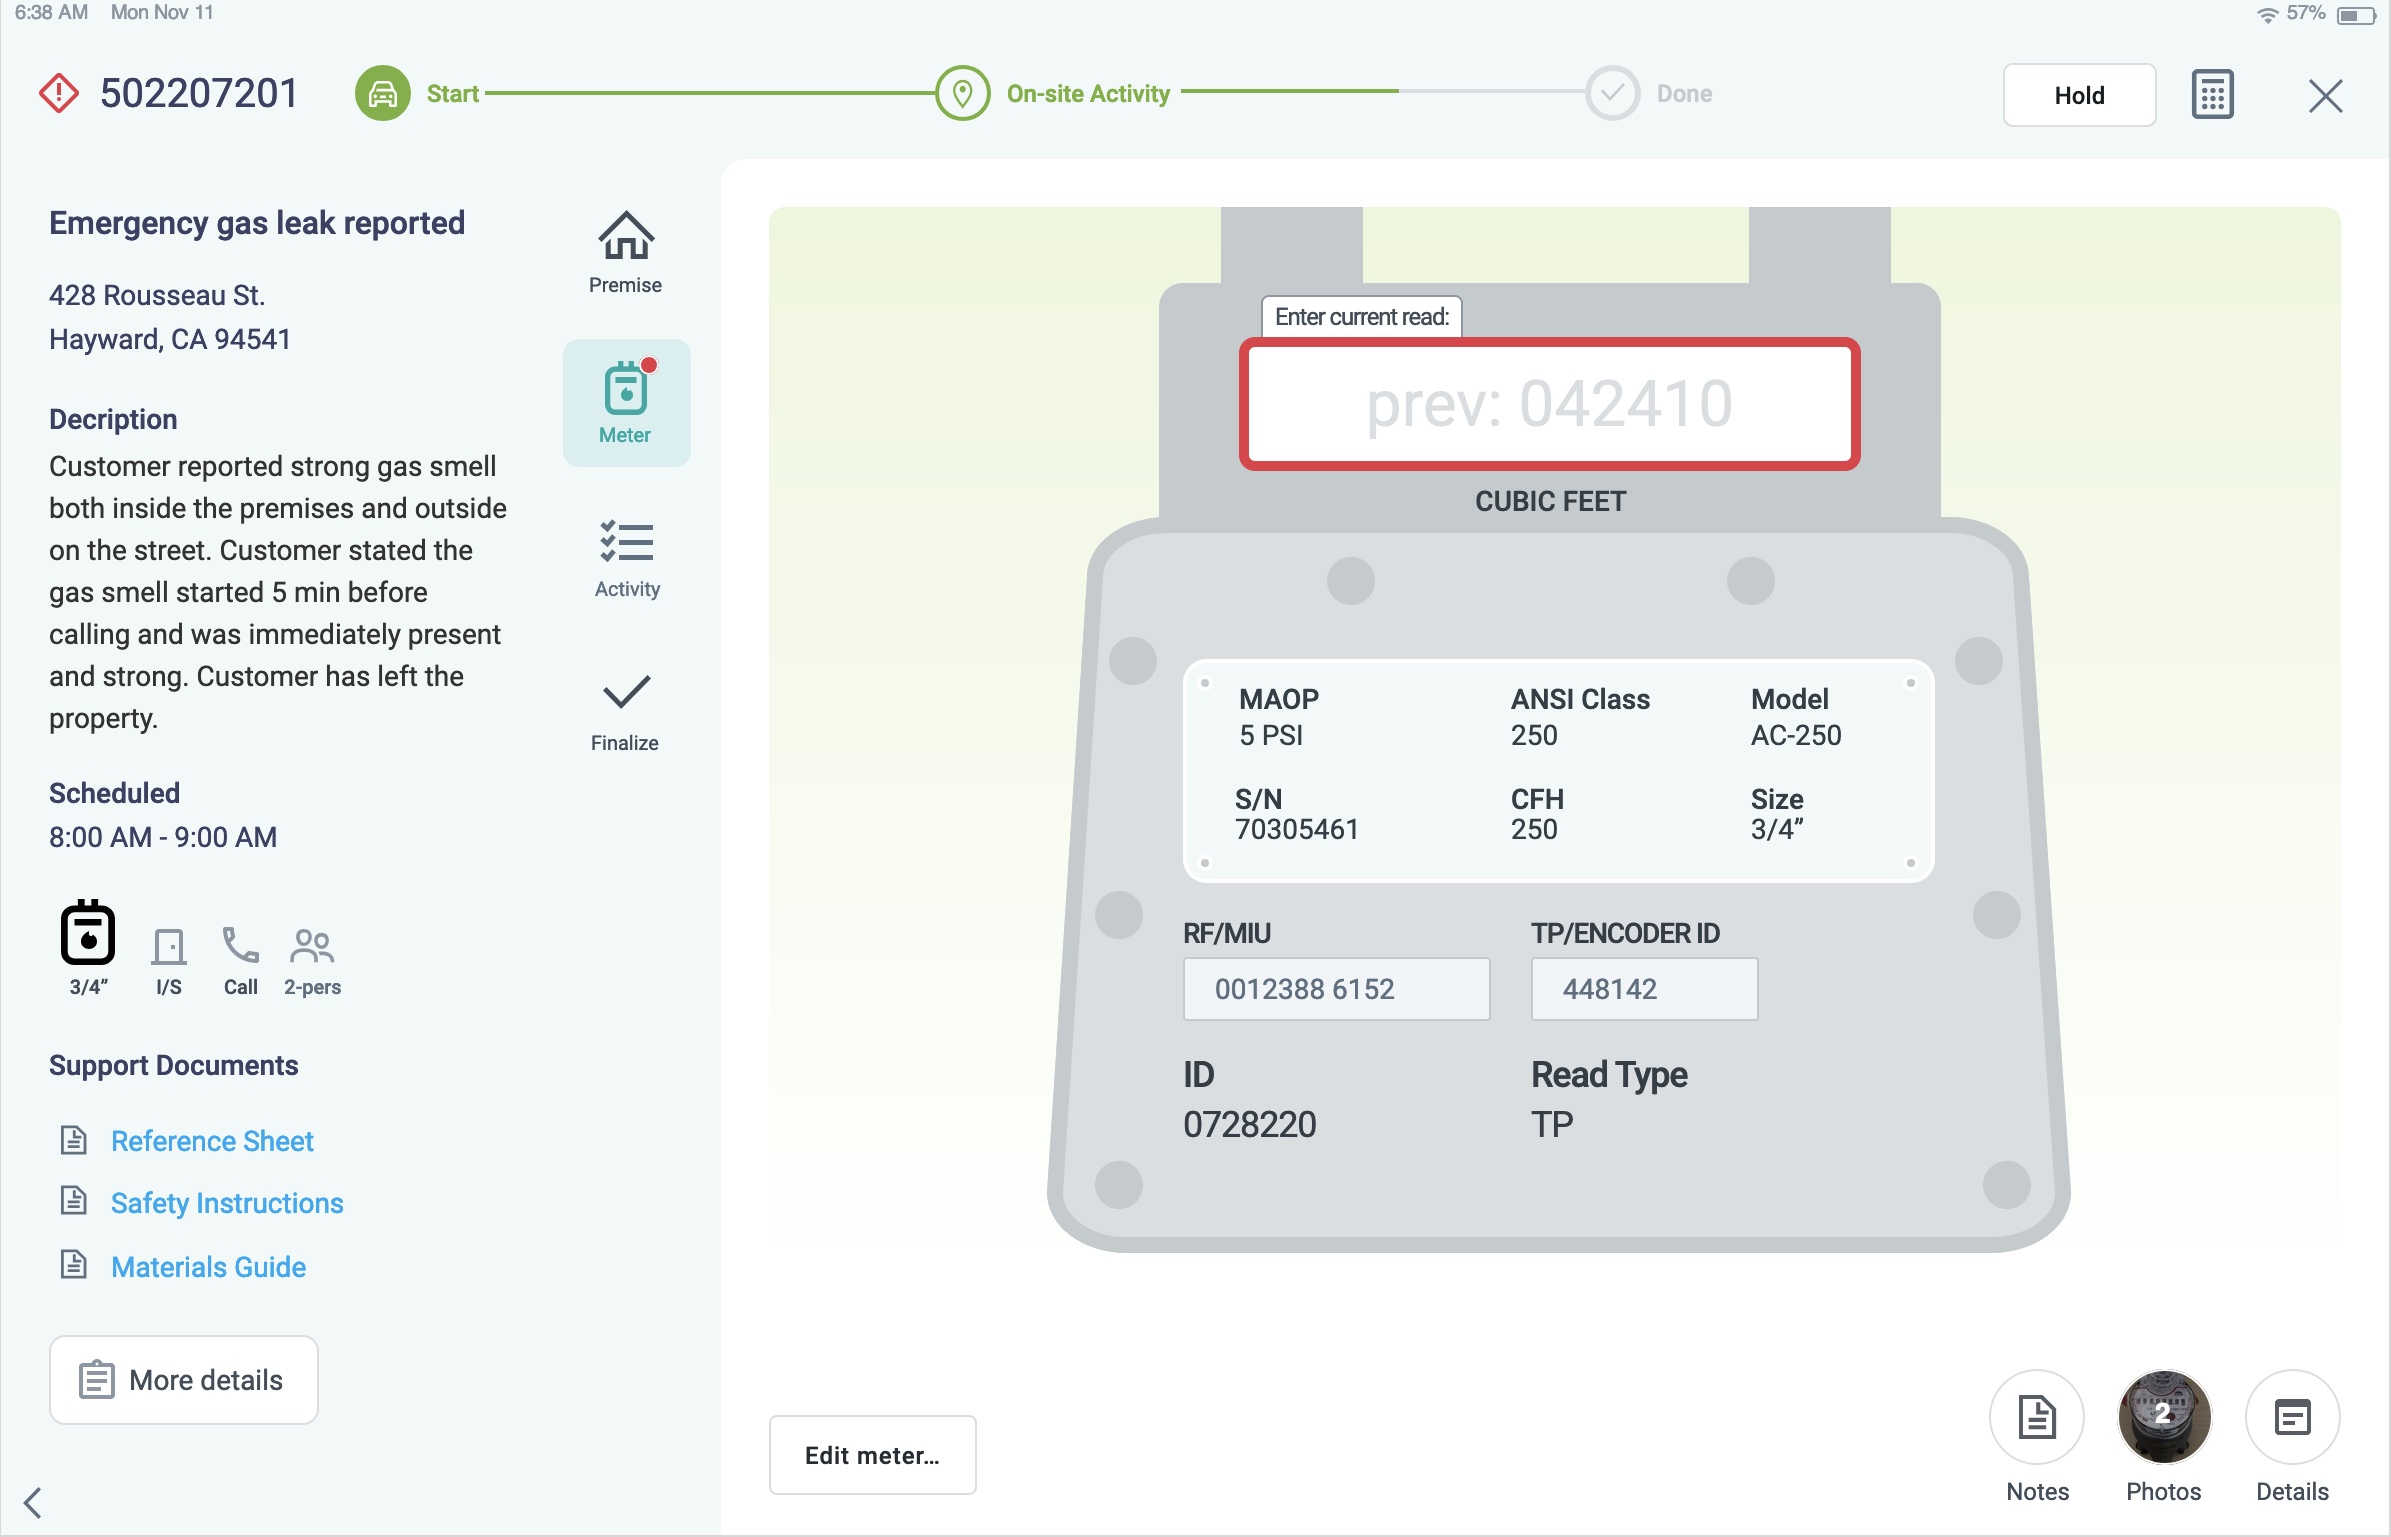 6:38 AM Mon Nov 11
57%
502207201
Start
On-site Activity
Done
Hold
Emergency gas leak reported
428 Rousseau St.
Hayward, CA 94541
Decription
Customer reported strong gas smell
both inside the premises and outside
on the street. Customer stated the
gas smell started 5 min before
calling and was immediately present
and strong. Customer has left the
property.
Scheduled
8:00 AM - 9:00 AM
3/4”
I/S
Call
2-pers
Support Documents
Reference Sheet
Safety Instructions
Materials Guide
More details
Premise
Meter
Activity
Finalize
Enter current read:
prev: 042410
CUBIC FEET
MAOP
5 PSI
ANSI Class
250
Model
AC-250
S/N
70305461
CFH
250
Size
3/4”
RF/MIU
0012388 6152
TP/ENCODER ID
448142
ID
0728220
Read Type
TP
Edit meter...
Notes
2
Photos
Details